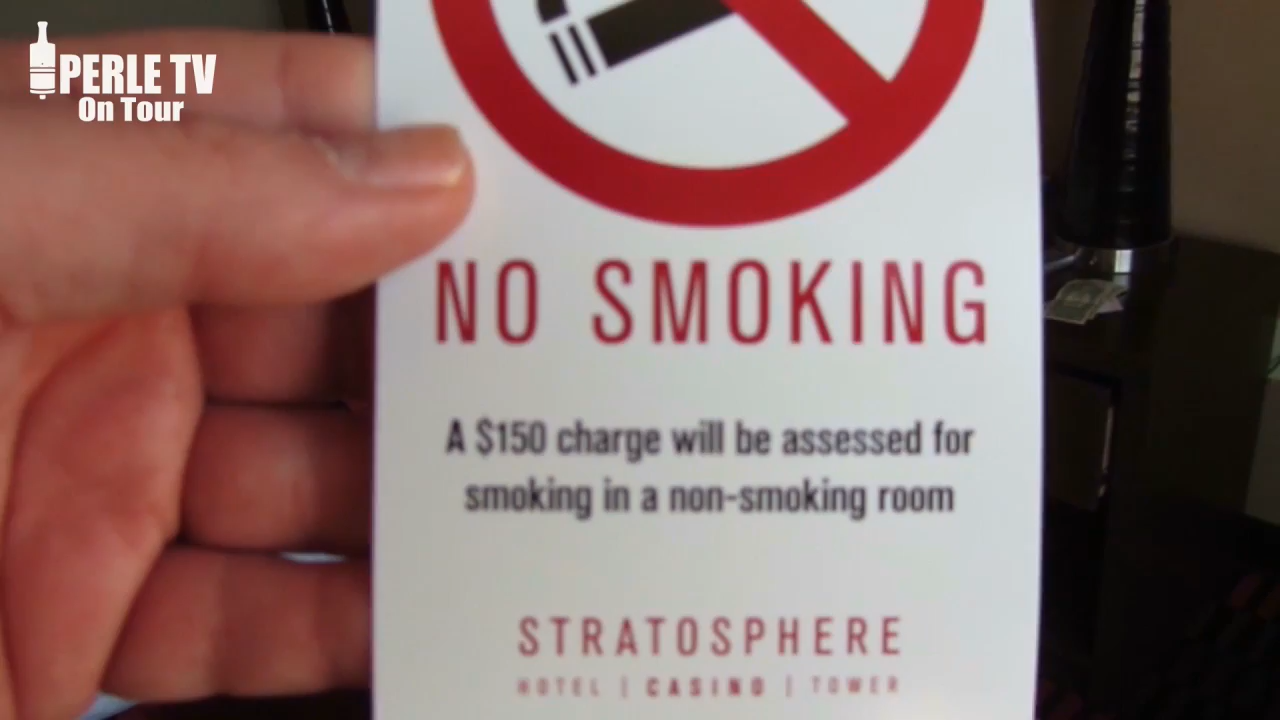 PERLE TV
On Tour
NO SMOKING
A $150 charge will be assessed for
smoking in a non-smoking room
STRATOSPHERE
HOTEL | CASINO | TOWER